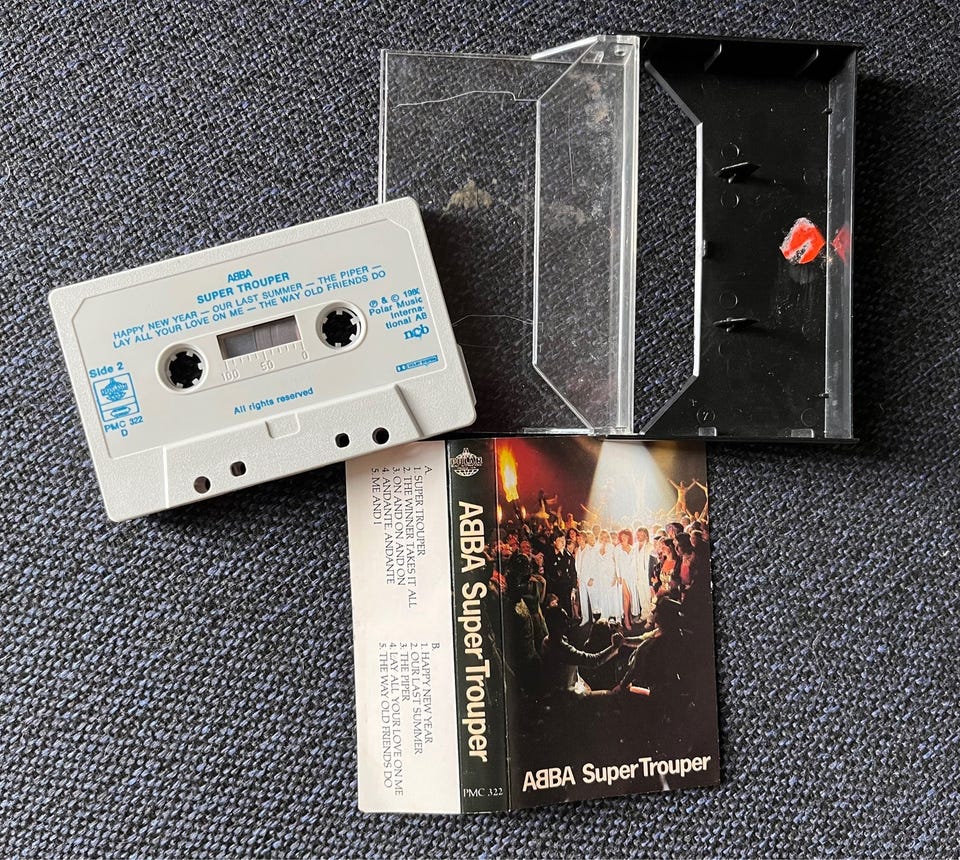 ABBA
SUPER TROUPER
HAPPY NEW YEAR — OUR LAST SUMMER — THE PIPER —
LAY ALL YOUR LOVE ON ME — THE WAY OLD FRIENDS DO
℗ & © 1980
Polar Music
Interna-
tional AB
ncb
Side 2
PMC 322
D
All rights reserved
100 50 0
A.
1. SUPER TROUPER
2. THE WINNER TAKES IT ALL
3. ON AND ON AND ON
4. ANDANTE, ANDANTE
5. ME AND I
B.
1. HAPPY NEW YEAR
2. OUR LAST SUMMER
3. THE PIPER
4. LAY ALL YOUR LOVE ON ME
5. THE WAY OLD FRIENDS DO
POLAR
ABBA Super Trouper
PMC 322
ABBA Super Trouper